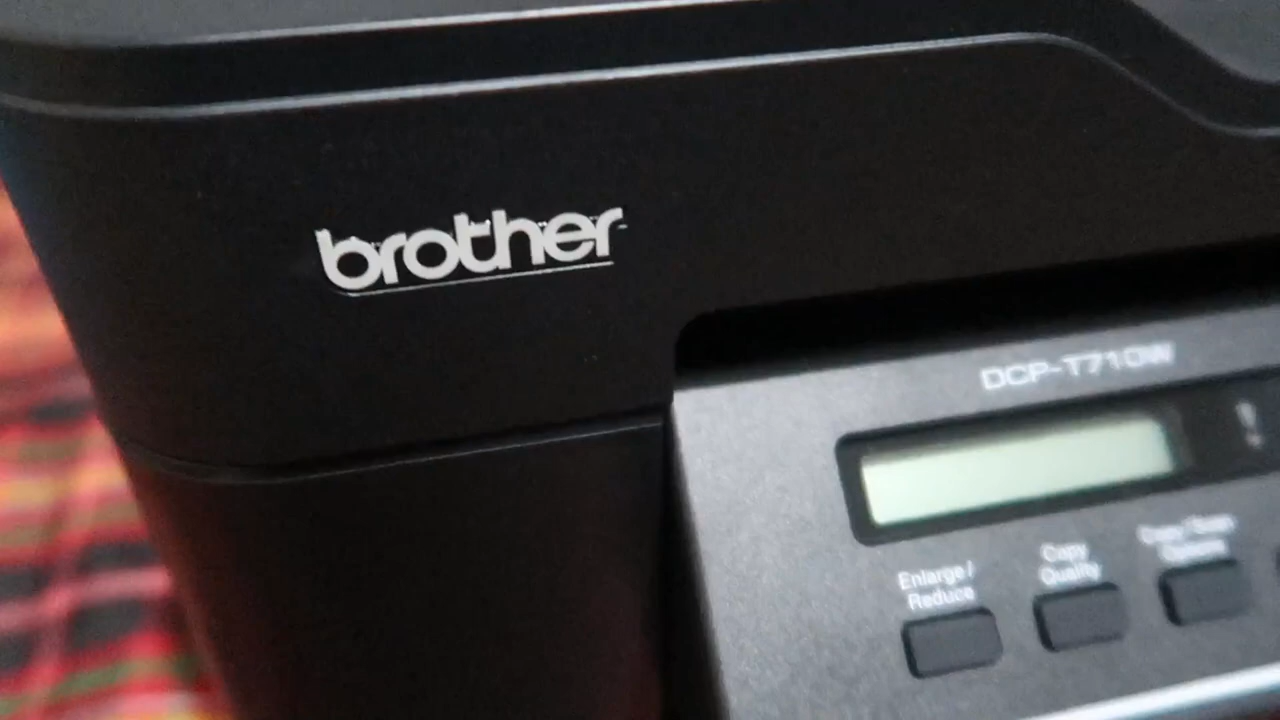 brother
DCP-T710W
Enlarge/
Reduce
Copy
Quality
Copy/Scan
Options